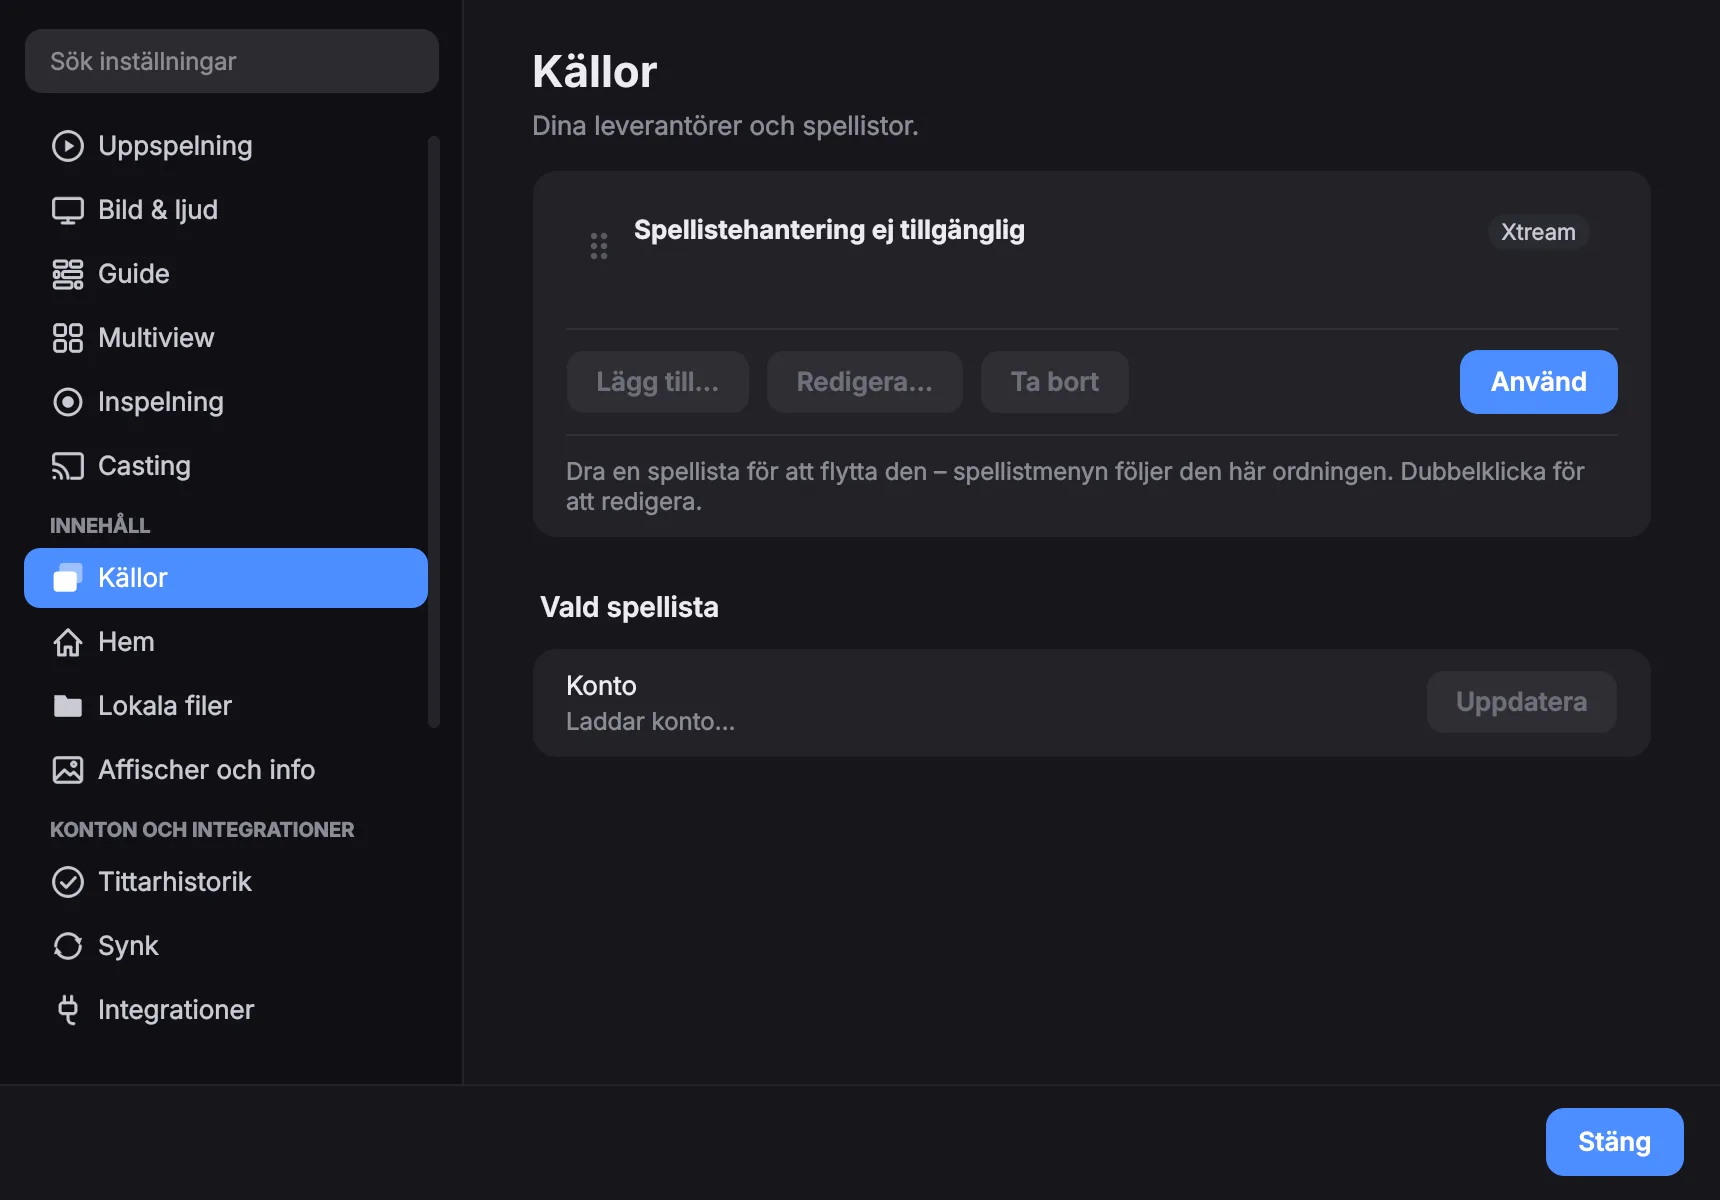 Sök inställningar
Uppspelning
Bild & ljud
Guide
Multiview
Inspelning
Casting
INNEHÅLL
Källor
Hem
Lokala filer
Affischer och info
KONTON OCH INTEGRATIONER
Tittarhistorik
Synk
Integrationer
Källor
Dina leverantörer och spellistor.
Spellistehantering ej tillgänglig
Xtream
Lägg till...
Redigera...
Ta bort
Använd
Dra en spellista för att flytta den – spellistmenyn följer den här ordningen. Dubbelklicka för
att redigera.
Vald spellista
Konto
Laddar konto...
Uppdatera
Stäng